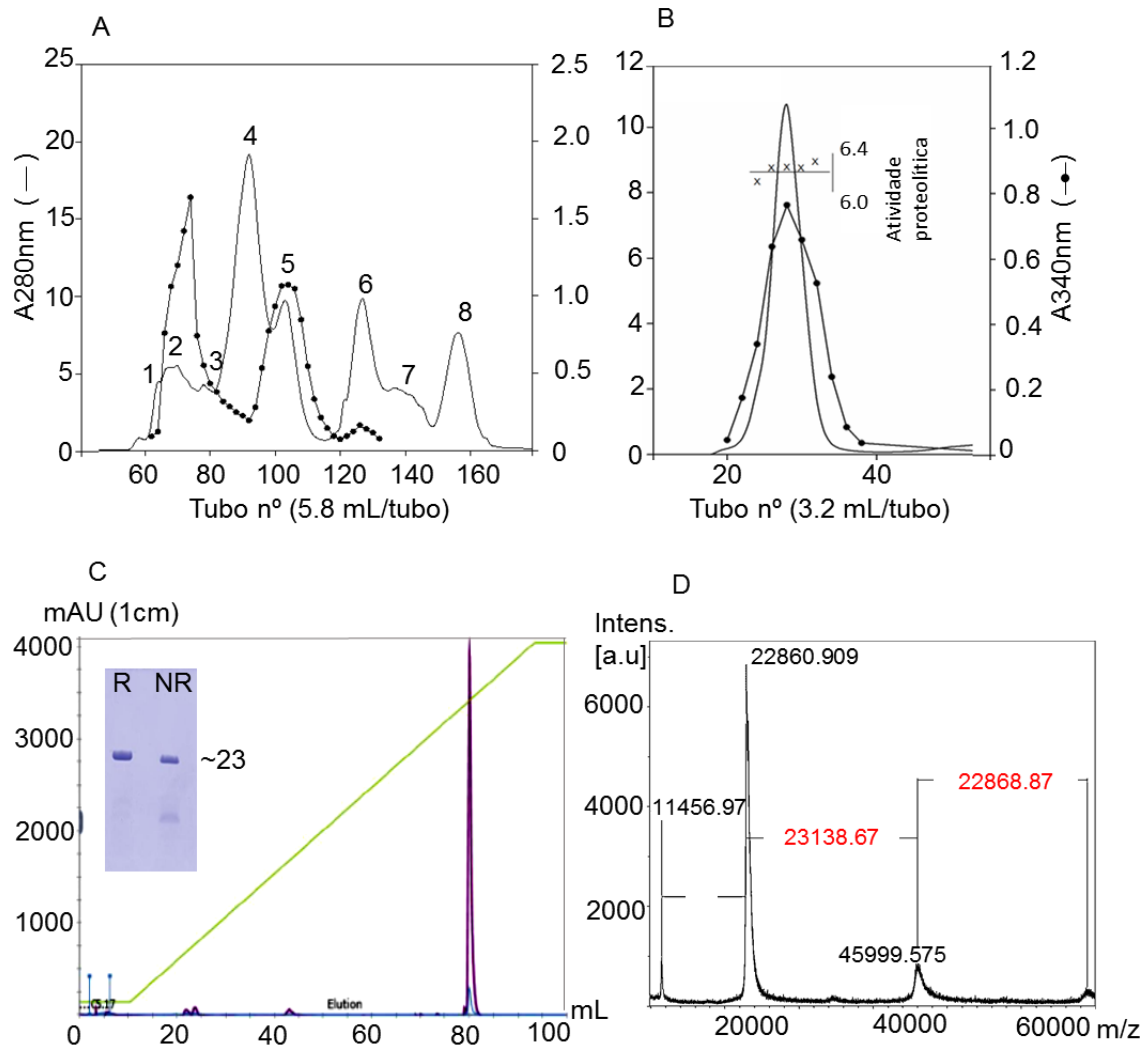 A
25
20
15
10
5
0
A280nm ( — )
1
2
3
4
5
6
7
8
2.5
2.0
1.5
1.0
0.5
0
60 80 100 120 140 160
Tubo nº (5.8 mL/tubo)
B
12
10
8
6
4
2
0
6.4
6.0
Atividade
proteolítica
1.2
1.0
0.8
0.6
0.4
0.2
0
A340nm (—●—)
10 20 40
Tubo nº (3.2 mL/tubo)
C
mAU (1cm)
4000
3000
2000
1000
R NR
~23
Elution
0 20 40 60 80 100 mL
D
Intens.
[a.u]
6000
4000
2000
22860.909
11456.97
23138.67
22868.87
45999.575
20000 40000 60000 m/z